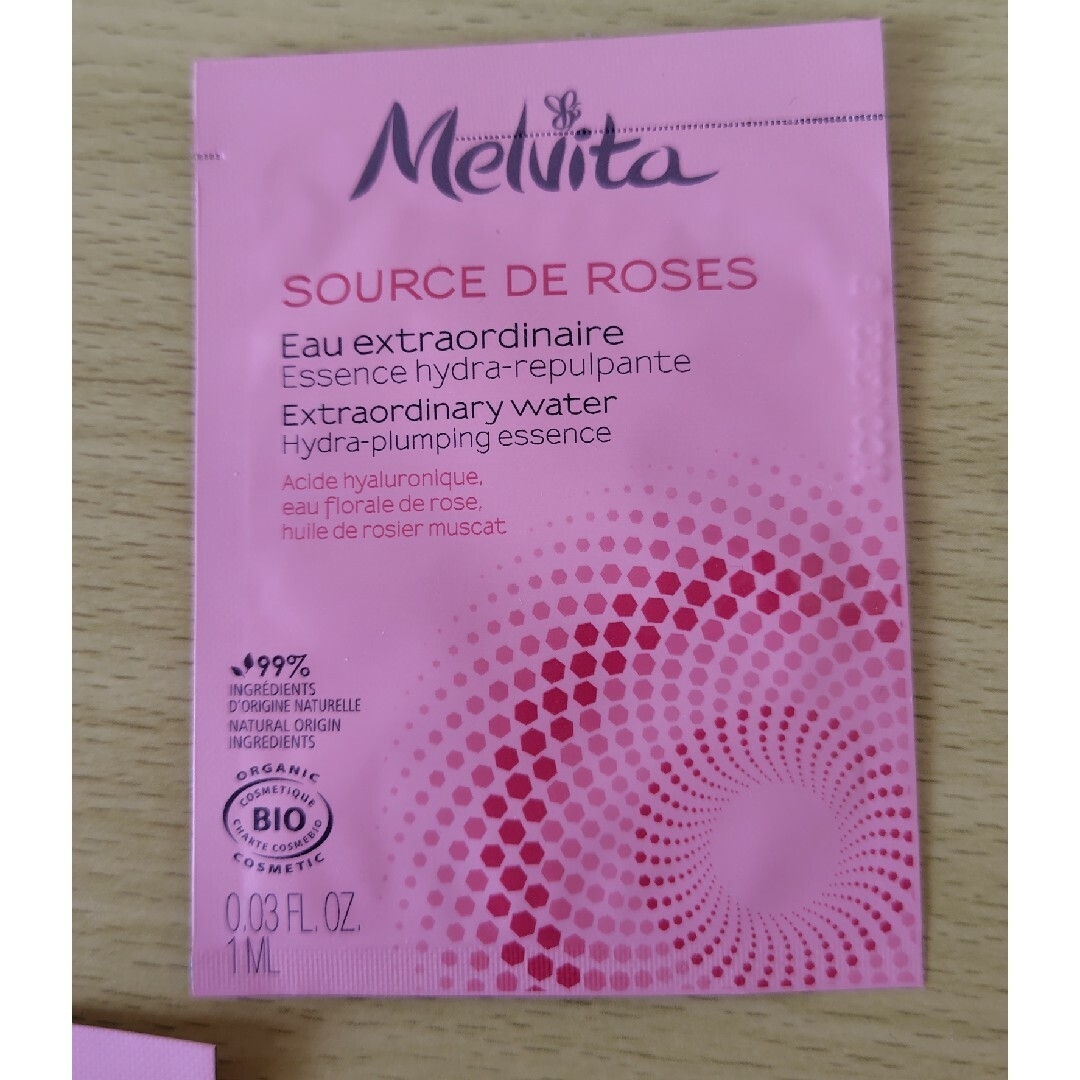 Melvita
SOURCE DE ROSES
Eau extraordinaire
Essence hydra-repulpante
Extraordinary water
Hydra-plumping essence
Acide hyaluronique,
eau florale de rose,
huile de rosier muscat
99%
INGRÉDIENTS
D'ORIGINE NATURELLE
NATURAL ORIGIN
INGREDIENTS
ORGANIC
COSMETIQUE
BIO
CHARTE COSMEBIO
COSMETIC
0.03 FL. OZ.
1 ML